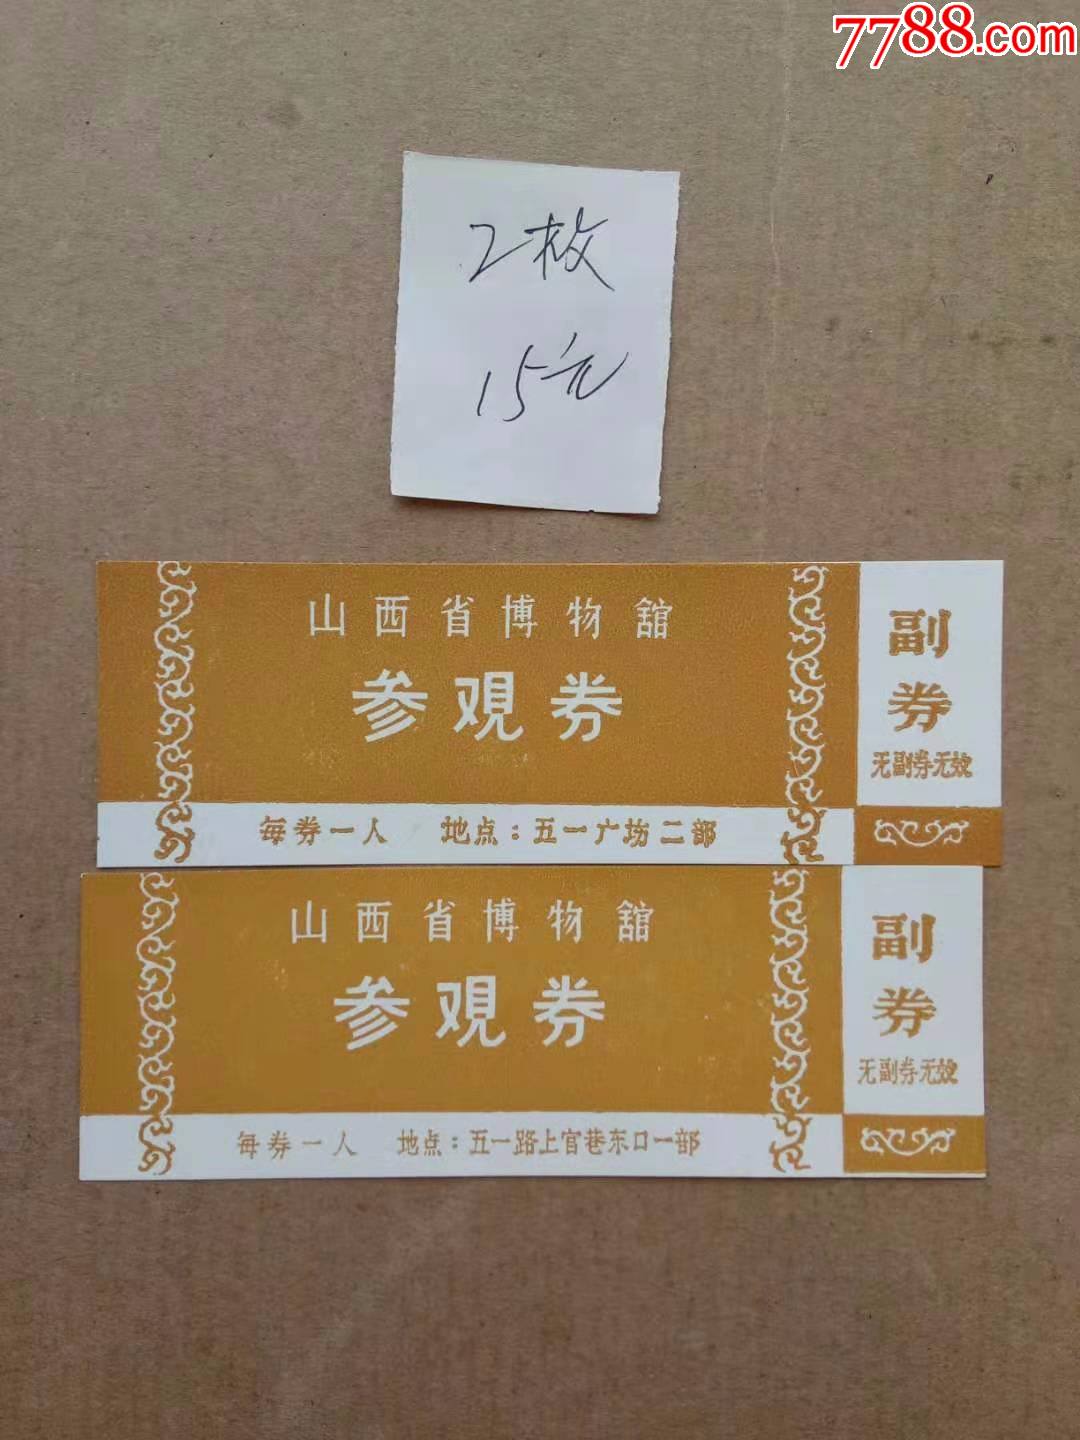 7788.com
2枚
15元
山西省博物舘
参观券
每券一人 地点：五一广场二部
副券
无副券无效
山西省博物舘
参观券
每券一人 地点：五一路上官巷东口一部
副券
无副券无效